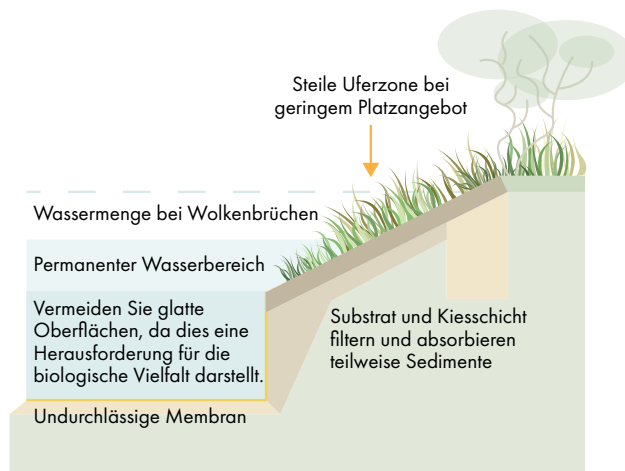 Steile Uferzone bei
geringem Platzangebot
Wassermenge bei Wolkenbrüchen
Permanenter Wasserbereich
Vermeiden Sie glatte
Oberflächen, da dies eine
Herausforderung für die
biologische Vielfalt darstellt.
Substrat und Kiesschicht
filtern und absorbieren
teilweise Sedimente
Undurchlässige Membran